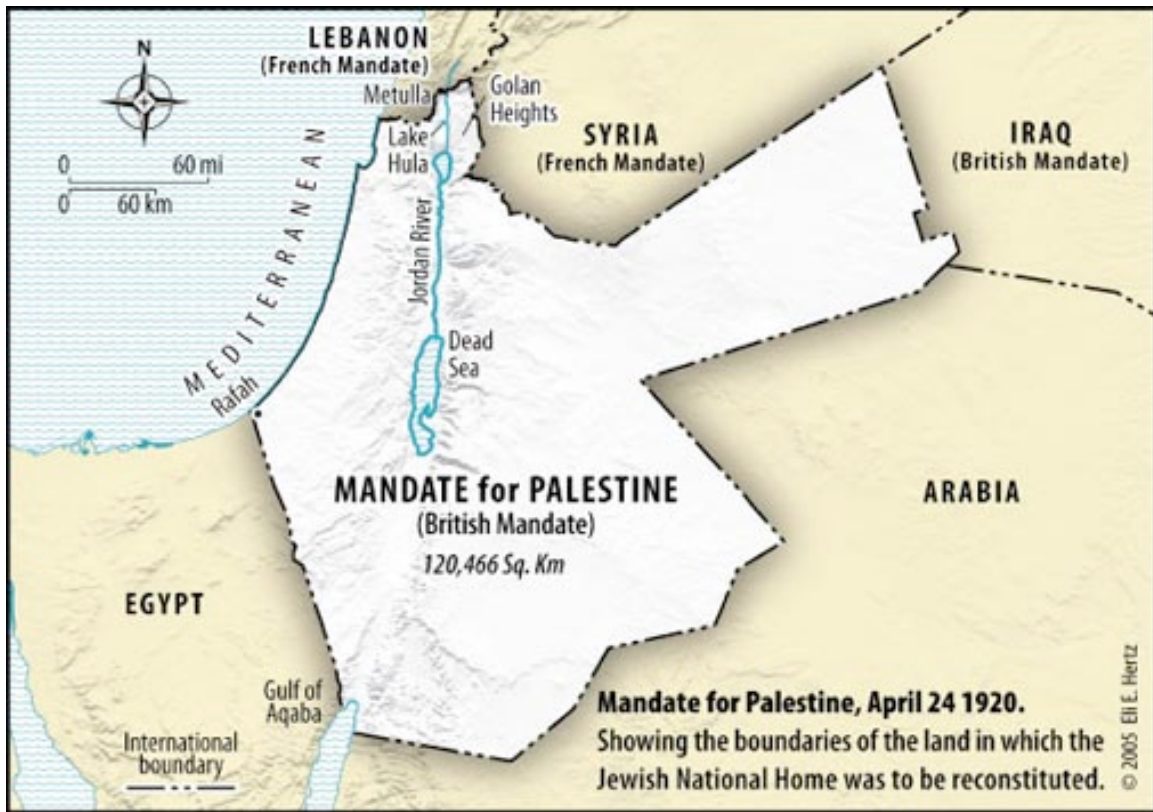 LEBANON
(French Mandate)
Metulla
Golan
Heights
N
0 60 mi
0 60 km
MEDITERRANEAN
Lake
Hula
SYRIA
(French Mandate)
IRAQ
(British Mandate)
Jordan River
Dead
Sea
Rafah
MANDATE for PALESTINE
(British Mandate)
120,466 Sq. Km
ARABIA
EGYPT
Gulf of
Aqaba
International
boundary
Mandate for Palestine, April 24 1920.
Showing the boundaries of the land in which the
Jewish National Home was to be reconstituted.
© 2005 Eli E. Hertz